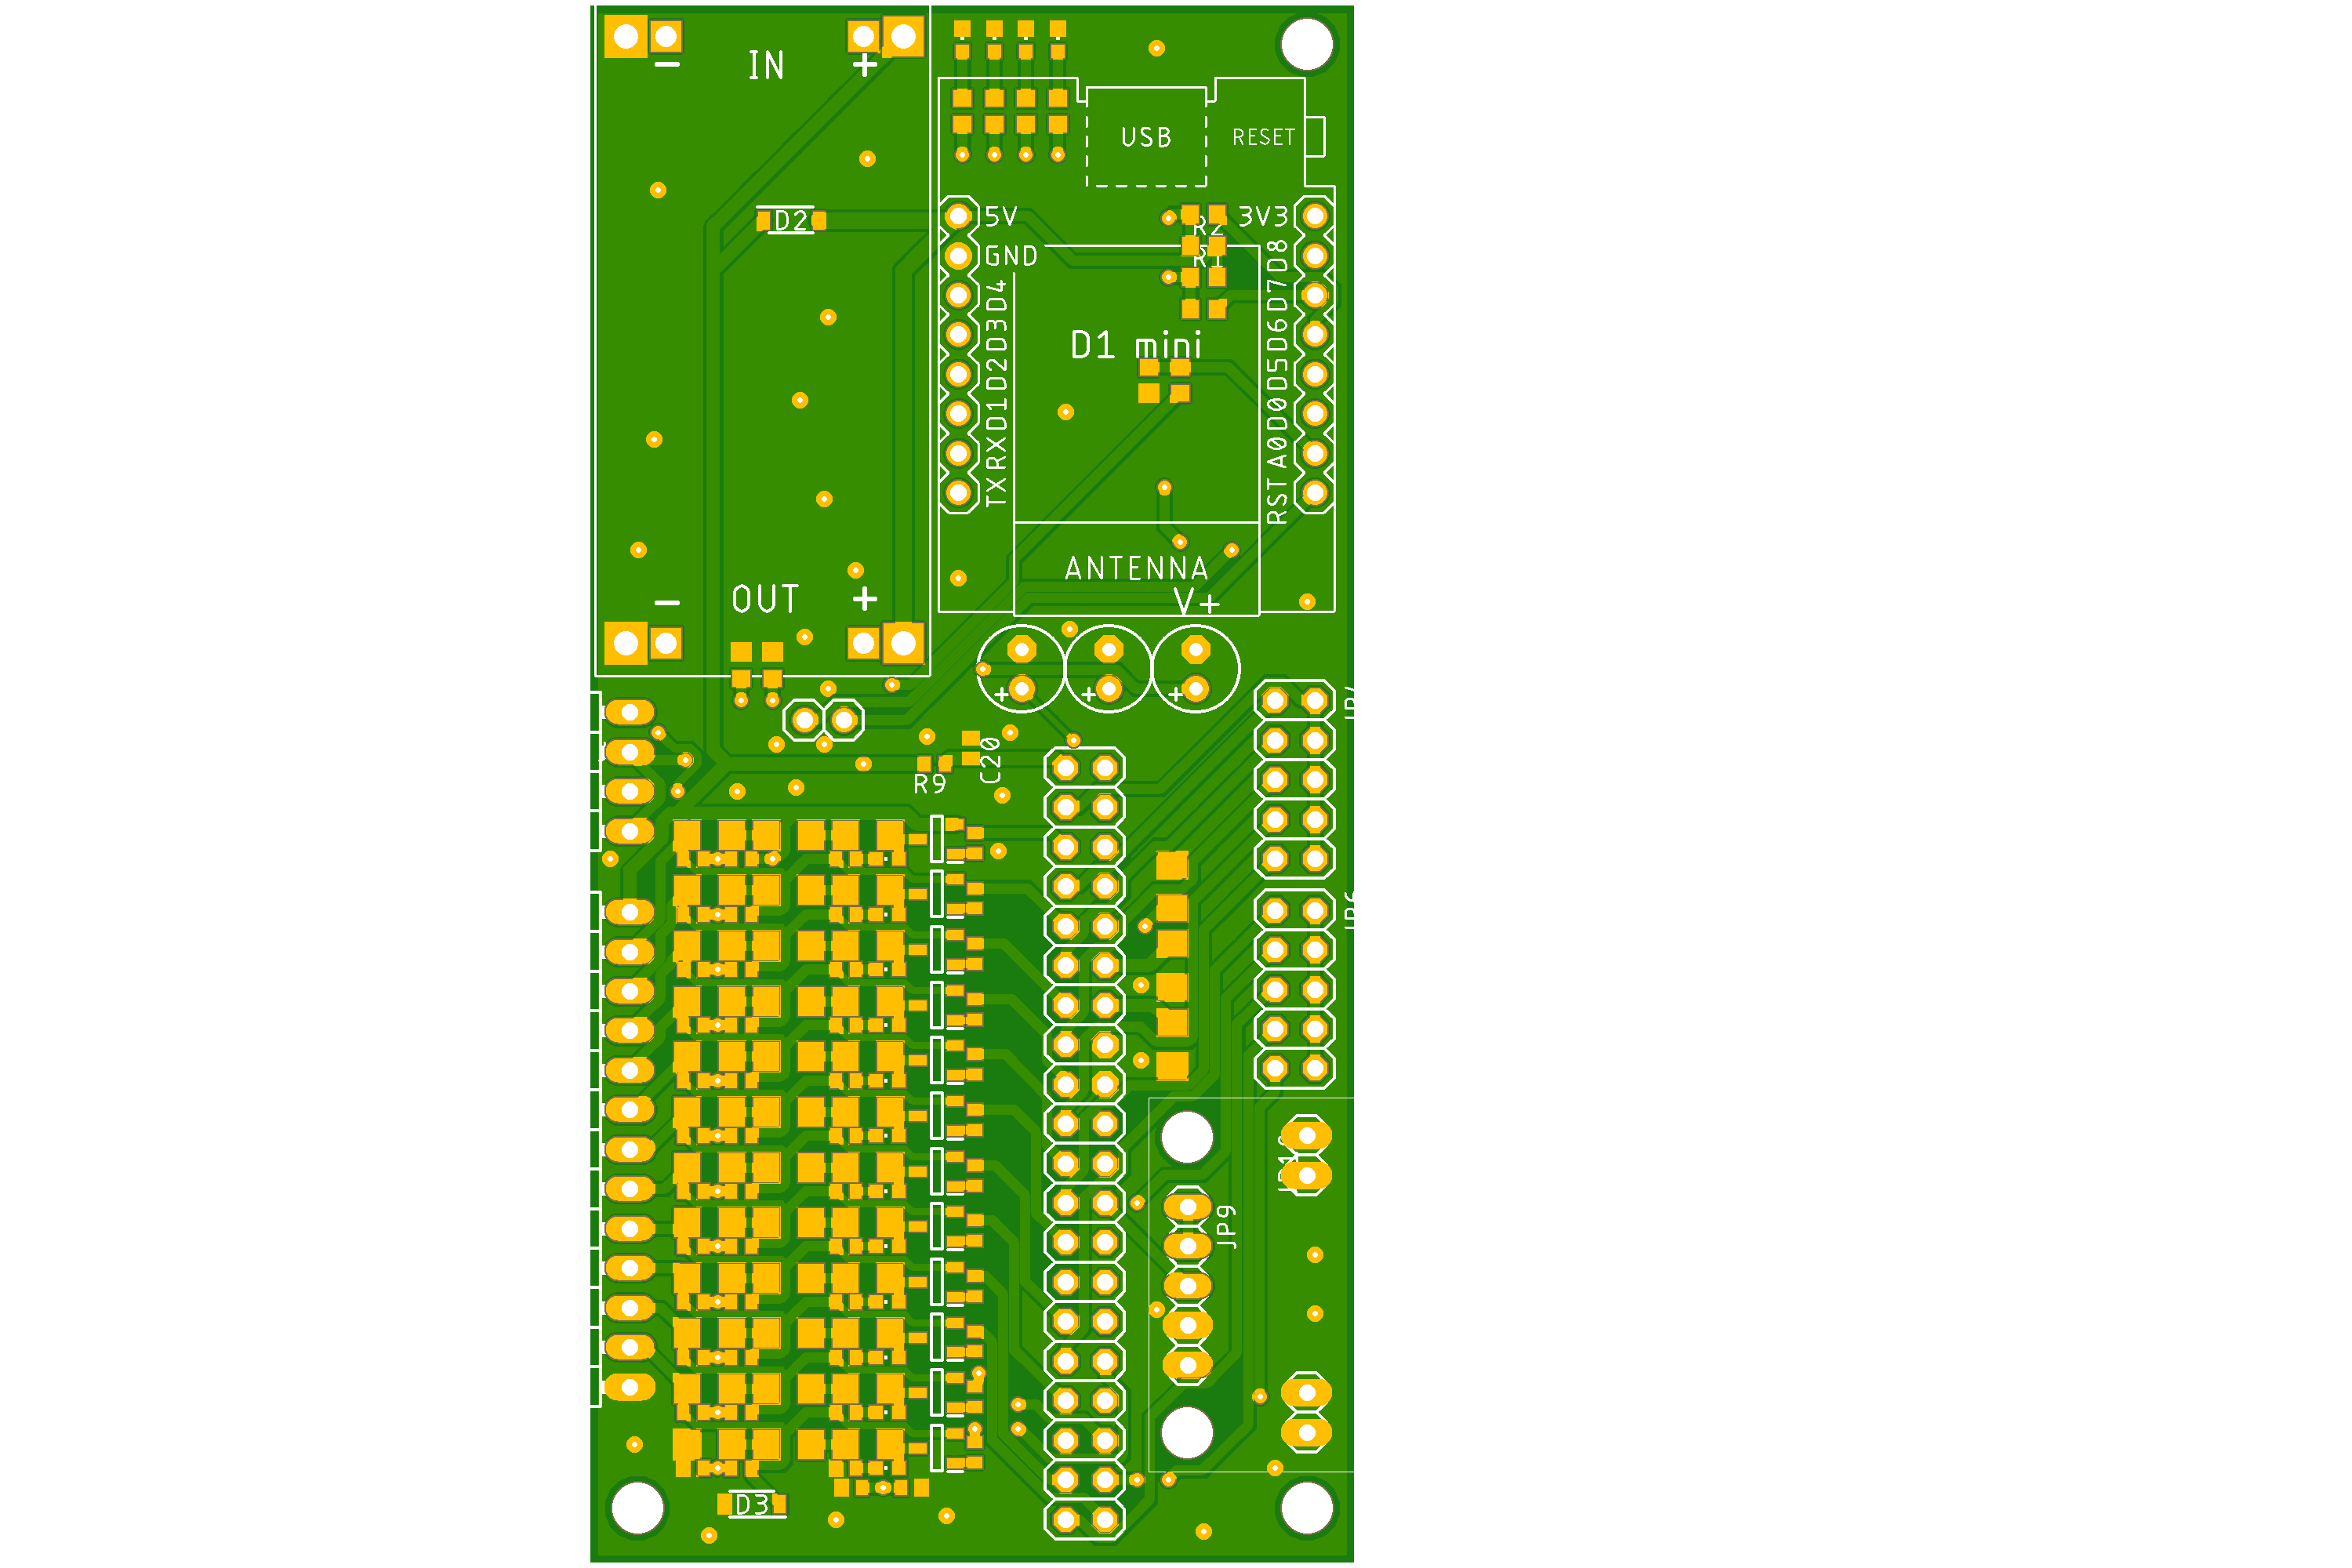 IN
- +
USB
RESET
D2
5V
GND
D4
D3
D2
D1
RX
TX
R2
R1
3V3
D8
D7
D6
D5
D0
A0
RST
D1 mini
ANTENNA
V+
OUT
- +
+ + +
R9
C20
JP9
D3